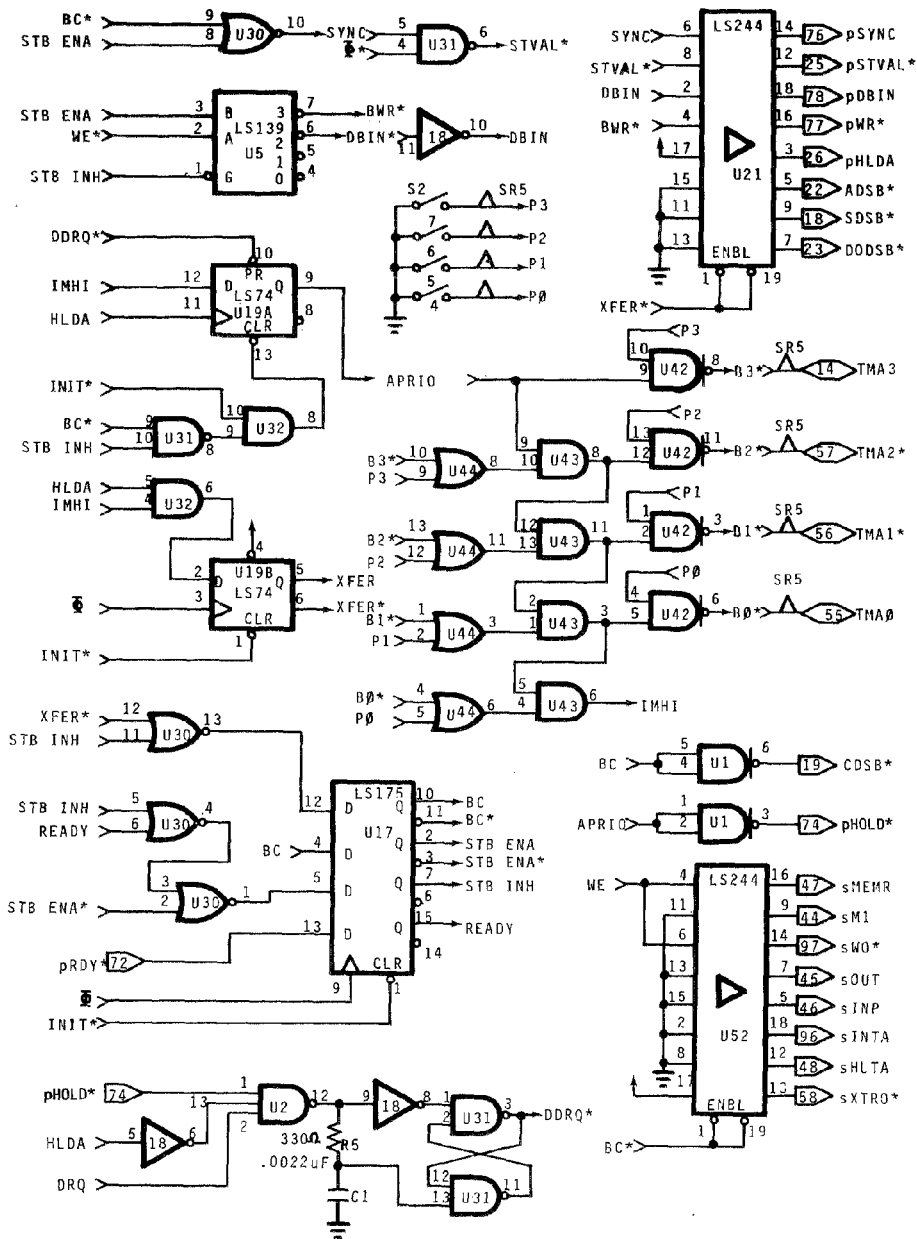 BC* 9 10 SYNC 5 6 STVAL*
STB ENA 8 U30 Φ* 4 U31
STB ENA 3 B 3 7 BWR*
WE* 2 A LS139 2 6 DBIN* 11 18 10 DBIN
U5 1 5
STB INH 1 G 0 4
SYNC 6 LS244 14 76 pSYNC
STVAL* 8 12 25 pSTVAL*
DBIN 2 18 78 pDBIN
BWR* 4 16 77 pWR*
17 3 26 pHLDA
U21
15 5 22 ADSB*
11 9 18 SDSB*
13 ENBL 7 23 DODSB*
1 19
XFER*
S2 SR5 P3
7 P2
6 P1
5 4 PØ
DDRQ* 10
PR
IMHI 12 D Q 9
LS74
HLDA 11 U19A 8
CLR
13
INIT*
10 U32 8
BC* 9 U31 9
STB INH 10 8
HLDA 5 6
IMHI 4 U32
4
2 D U19B Q 5 XFER
Φ 3 LS74 6 XFER*
CLR
INIT* 1
APRIO
P3
10 9 U42 8 B3* SR5 14 TMA3
P2
13 12 U42 11 B2* SR5 57 TMA2*
P1
1 2 U42 3 B1* SR5 56 TMA1*
PØ
4 5 U42 6 BØ* SR5 55 TMAØ
B3* 10 U44 8 9 10 U43 8
P3 9
B2* 13 U44 11 12 13 U43 11
P2 12
B1* 1 U44 3 2 1 U43 3
P1 2
BØ* 4 U44 6 5 4 U43 6 IMHI
PØ 5
XFER* 12 13
STB INH 11 U30
STB INH 5 4
READY 6 U30
3 1
STB ENA* 2 U30
pRDY* 72
LS175
12 D Q 10 BC
U17 11 BC*
BC 4 D Q 2 STB ENA
3 STB ENA*
5 D Q 7 STB INH
6
13 D Q 15 READY
14
CLR
Φ 9 1
INIT*
BC 5 4 U1 6 19 CDSB*
APRIO 1 2 U1 3 74 pHOLD*
WE 4 LS244 16 47 sMEMR
11 9 44 sM1
6 14 97 sWO*
13 7 45 sOUT
15 5 46 sINP
2 U52 18 96 sINTA
8 12 48 sHLTA
17 58 sXTRO*
ENBL
1 19
BC*
pHOLD* 74 1
13 U2 12 9 18 8 1 U31 3 DDRQ*
HLDA 5 18 6 2 2
DRQ
330Ω R5
.0022uF
C1
12 13 U31 11